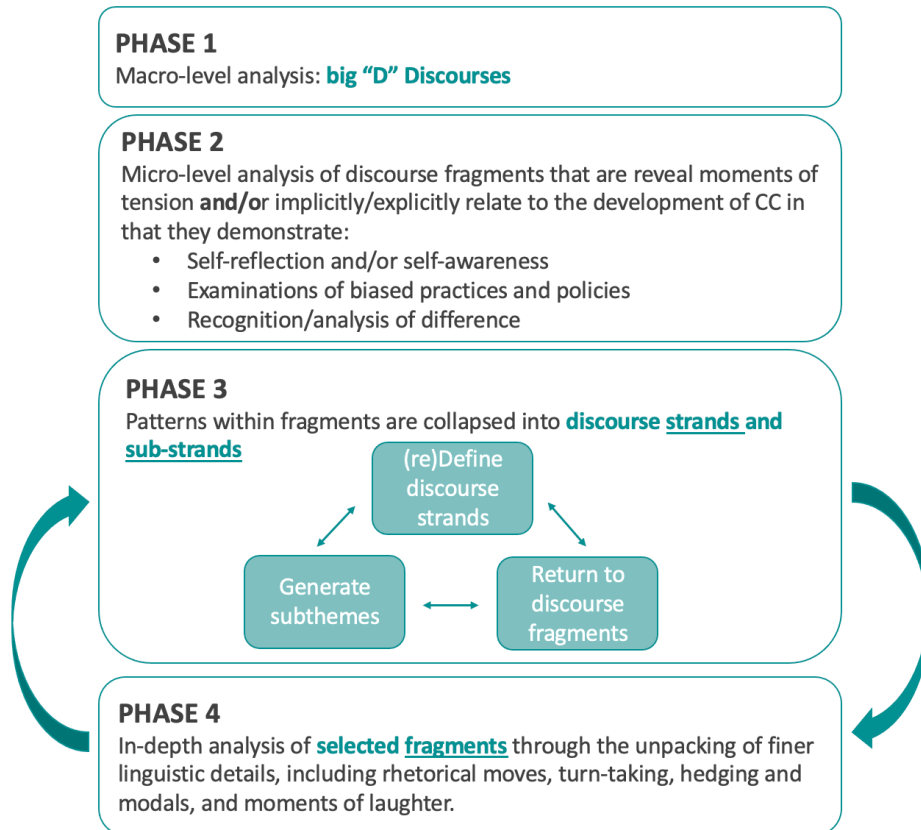 PHASE 1
Macro-level analysis: big “D” Discourses
PHASE 2
Micro-level analysis of discourse fragments that are reveal moments of
tension and/or implicitly/explicitly relate to the development of CC in
that they demonstrate:
• Self-reflection and/or self-awareness
• Examinations of biased practices and policies
• Recognition/analysis of difference
PHASE 3
Patterns within fragments are collapsed into discourse strands and
sub-strands
(re)Define
discourse
strands
Generate
subthemes
Return to
discourse
fragments
PHASE 4
In-depth analysis of selected fragments through the unpacking of finer
linguistic details, including rhetorical moves, turn-taking, hedging and
modals, and moments of laughter.